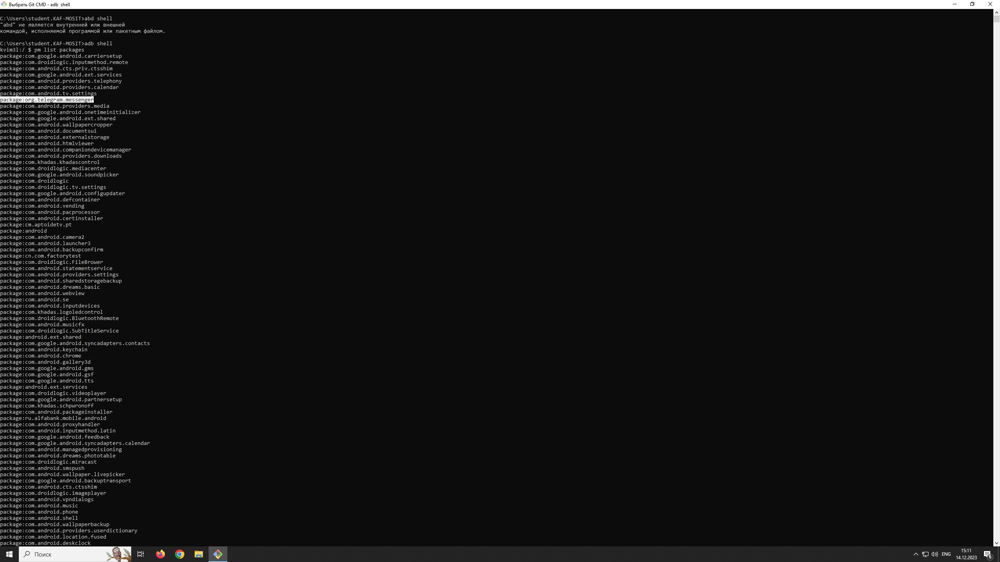 Выбрать Git CMD - adb  shell
C:\Users\student.KAF-MOSIT>abd shell
"abd" не является внутренней или внешней
командой, исполняемой программой или пакетным файлом.
C:\Users\student.KAF-MOSIT>adb shell
kvim3l:/ $ pm list packages
package:com.google.android.carriersetup
package:com.droidlogic.inputmethod.remote
package:com.android.cts.priv.ctsshim
package:com.google.android.ext.services
package:com.android.providers.telephony
package:com.android.providers.calendar
package:com.android.tv.settings
package:org.telegram.messenger
package:com.android.providers.media
package:com.google.android.onetimeinitializer
package:com.google.android.ext.shared
package:com.android.wallpapercropper
package:com.android.documentsui
package:com.android.externalstorage
package:com.android.htmlviewer
package:com.android.companiondevicemanager
package:com.android.providers.downloads
package:com.khadas.khadascontrol
package:com.droidlogic.mediacenter
package:com.google.android.soundpicker
package:com.droidlogic
package:com.droidlogic.tv.settings
package:com.google.android.configupdater
package:com.android.defcontainer
package:com.android.vending
package:com.android.pacprocessor
package:com.android.certinstaller
package:cm.aptoidetv.pt
package:android
package:com.android.camera2
package:com.android.launcher3
package:com.android.backupconfirm
package:cn.com.factorytest
package:com.droidlogic.FileBrower
package:com.android.statementservice
package:com.android.providers.settings
package:com.android.sharedstoragebackup
package:com.android.dreams.basic
package:com.android.webview
package:com.android.se
package:com.android.inputdevices
package:com.khadas.logoledcontrol
package:com.droidlogic.BluetoothRemote
package:com.android.musicfx
package:com.droidlogic.SubTitleService
package:android.ext.shared
package:com.google.android.syncadapters.contacts
package:com.android.keychain
package:com.android.chrome
package:com.android.gallery3d
package:com.google.android.gms
package:com.google.android.gsf
package:com.google.android.tts
package:android.ext.services
package:com.droidlogic.videoplayer
package:com.google.android.partnersetup
package:com.khadas.schpwronoff
package:com.android.packageinstaller
package:ru.alfabank.mobile.android
package:com.android.proxyhandler
package:com.android.inputmethod.latin
package:com.google.android.feedback
package:com.google.android.syncadapters.calendar
package:com.android.managedprovisioning
package:com.android.dreams.phototable
package:com.droidlogic.miracast
package:com.android.smspush
package:com.android.wallpaper.livepicker
package:com.google.android.backuptransport
package:com.android.cts.ctsshim
package:com.droidlogic.imageplayer
package:com.android.vpndialogs
package:com.android.music
package:com.android.phone
package:com.android.shell
package:com.android.wallpaperbackup
package:com.android.providers.userdictionary
package:com.android.location.fused
package:com.android.deskclock
Поиск
ENG
15:11
14.12.2023
6